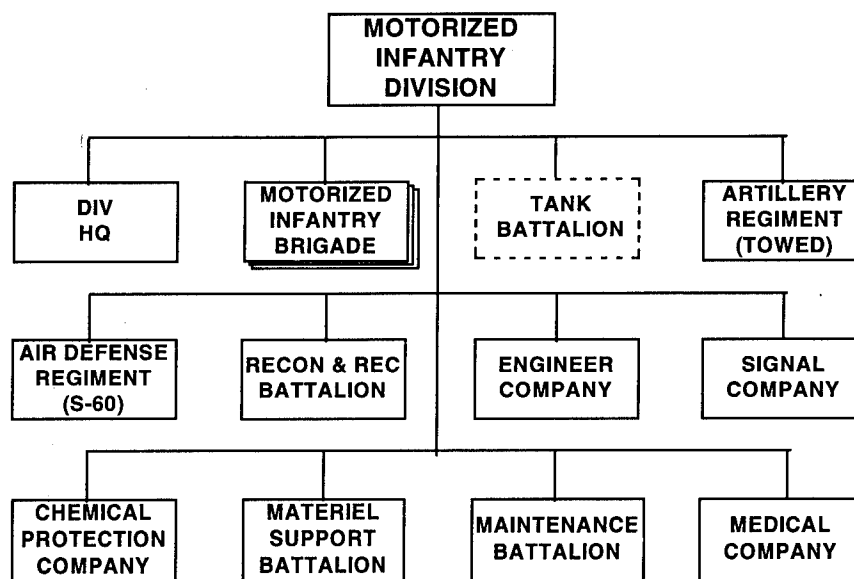 MOTORIZED
INFANTRY
DIVISION
DIV
HQ
MOTORIZED
INFANTRY
BRIGADE
TANK
BATTALION
ARTILLERY
REGIMENT
(TOWED)
AIR DEFENSE
REGIMENT
(S-60)
RECON & REC
BATTALION
ENGINEER
COMPANY
SIGNAL
COMPANY
CHEMICAL
PROTECTION
COMPANY
MATERIEL
SUPPORT
BATTALION
MAINTENANCE
BATTALION
MEDICAL
COMPANY